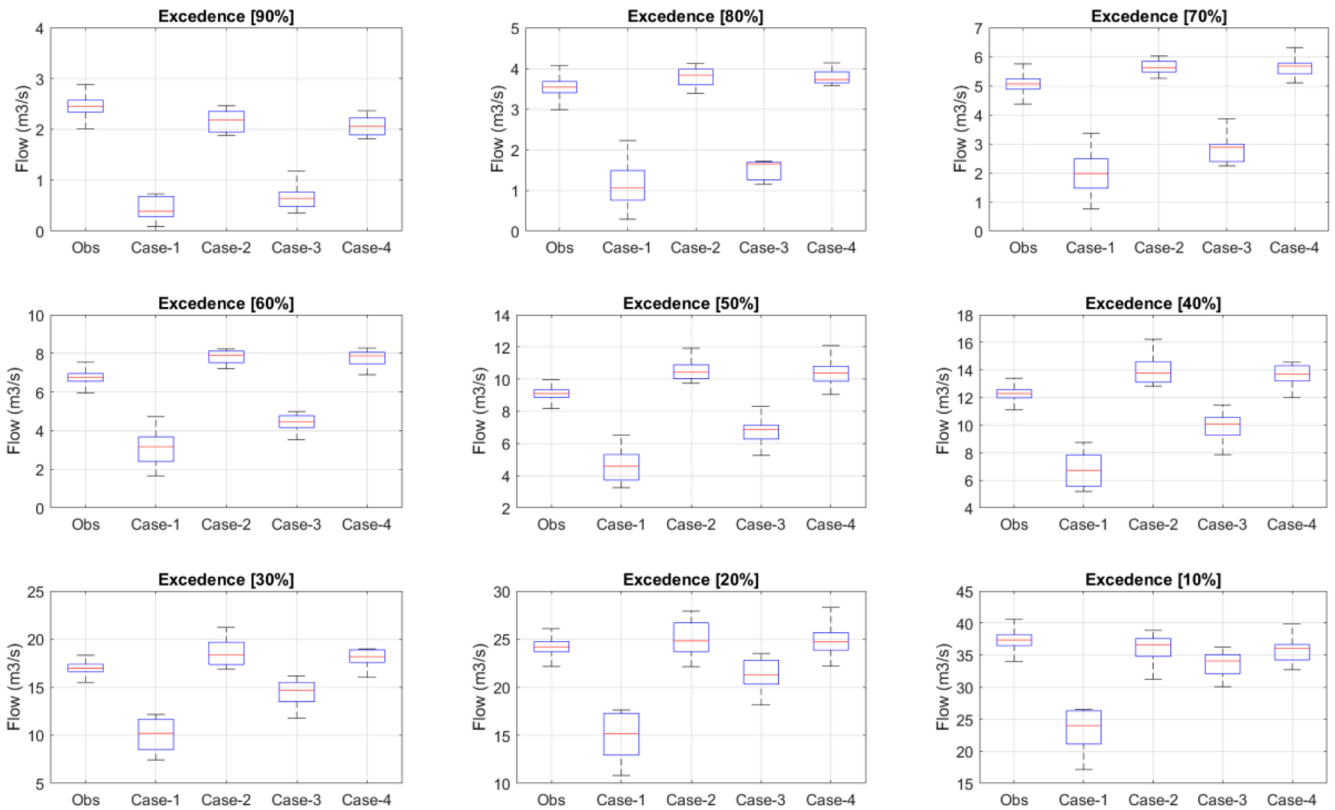 Excedence [90%]
Flow (m3/s)
4
3
2
1
0
Obs Case-1 Case-2 Case-3 Case-4
Excedence [80%]
Flow (m3/s)
5
4
3
2
1
0
Obs Case-1 Case-2 Case-3 Case-4
Excedence [70%]
Flow (m3/s)
7
6
5
4
3
2
1
0
Obs Case-1 Case-2 Case-3 Case-4
Excedence [60%]
Flow (m3/s)
10
8
6
4
2
0
Obs Case-1 Case-2 Case-3 Case-4
Excedence [50%]
Flow (m3/s)
14
12
10
8
6
4
2
Obs Case-1 Case-2 Case-3 Case-4
Excedence [40%]
Flow (m3/s)
18
16
14
12
10
8
6
4
Obs Case-1 Case-2 Case-3 Case-4
Excedence [30%]
Flow (m3/s)
25
20
15
10
5
Obs Case-1 Case-2 Case-3 Case-4
Excedence [20%]
Flow (m3/s)
30
25
20
15
10
Obs Case-1 Case-2 Case-3 Case-4
Excedence [10%]
Flow (m3/s)
45
40
35
30
25
20
15
Obs Case-1 Case-2 Case-3 Case-4